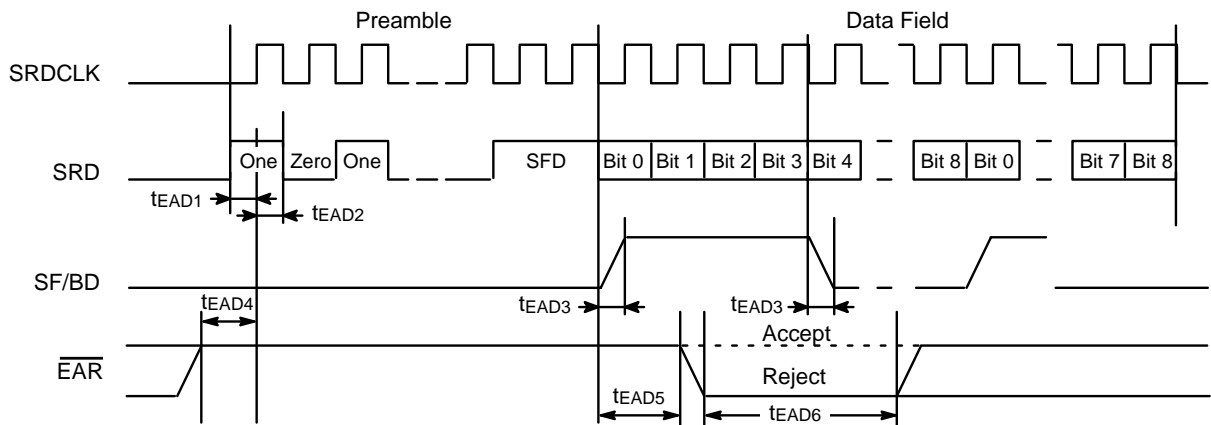 Preamble Data Field
SRDCLK
SRD One Zero One SFD Bit 0 Bit 1 Bit 2 Bit 3 Bit 4 Bit 8 Bit 0 Bit 7 Bit 8
tEAD1 tEAD2
SF/BD
tEAD4 tEAD3 tEAD3
Accept
EAR
Reject
tEAD5 tEAD6